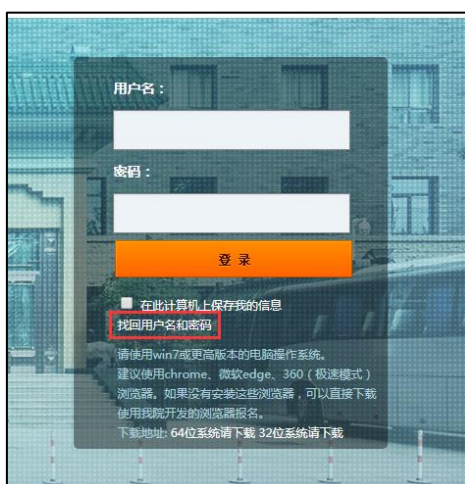 用户名：
密码：
登 录
在此计算机上保存我的信息
找回用户名和密码
请使用win7或更高版本的电脑操作系统。
建议使用chrome、微软edge、360（极速模式）
浏览器。如果没有安装这些浏览器，可以直接下载
使用我院开发的浏览器报名。
下载地址: 64位系统请下载 32位系统请下载